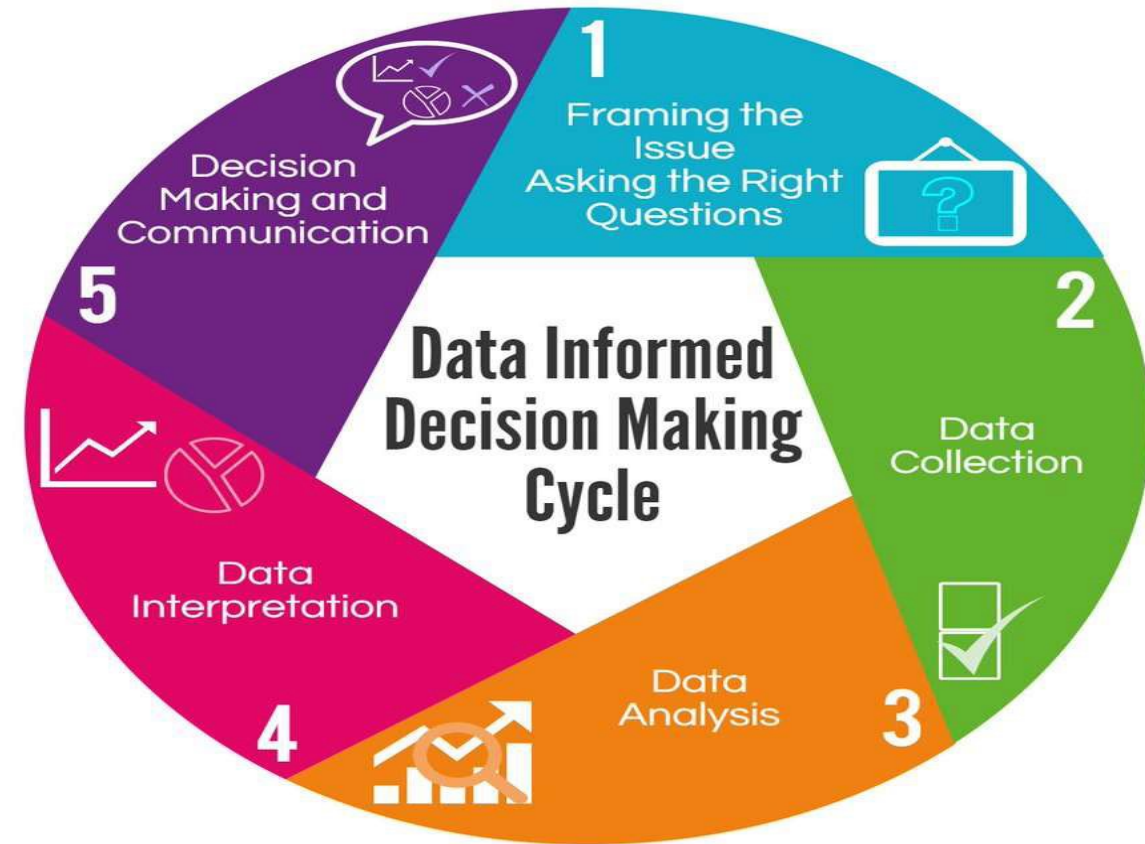 Data Informed
Decision Making
Cycle
1
Framing the
Issue
Asking the Right
Questions
?
2
Data
Collection
3
Data
Analysis
4
Data
Interpretation
5
Decision
Making and
Communication